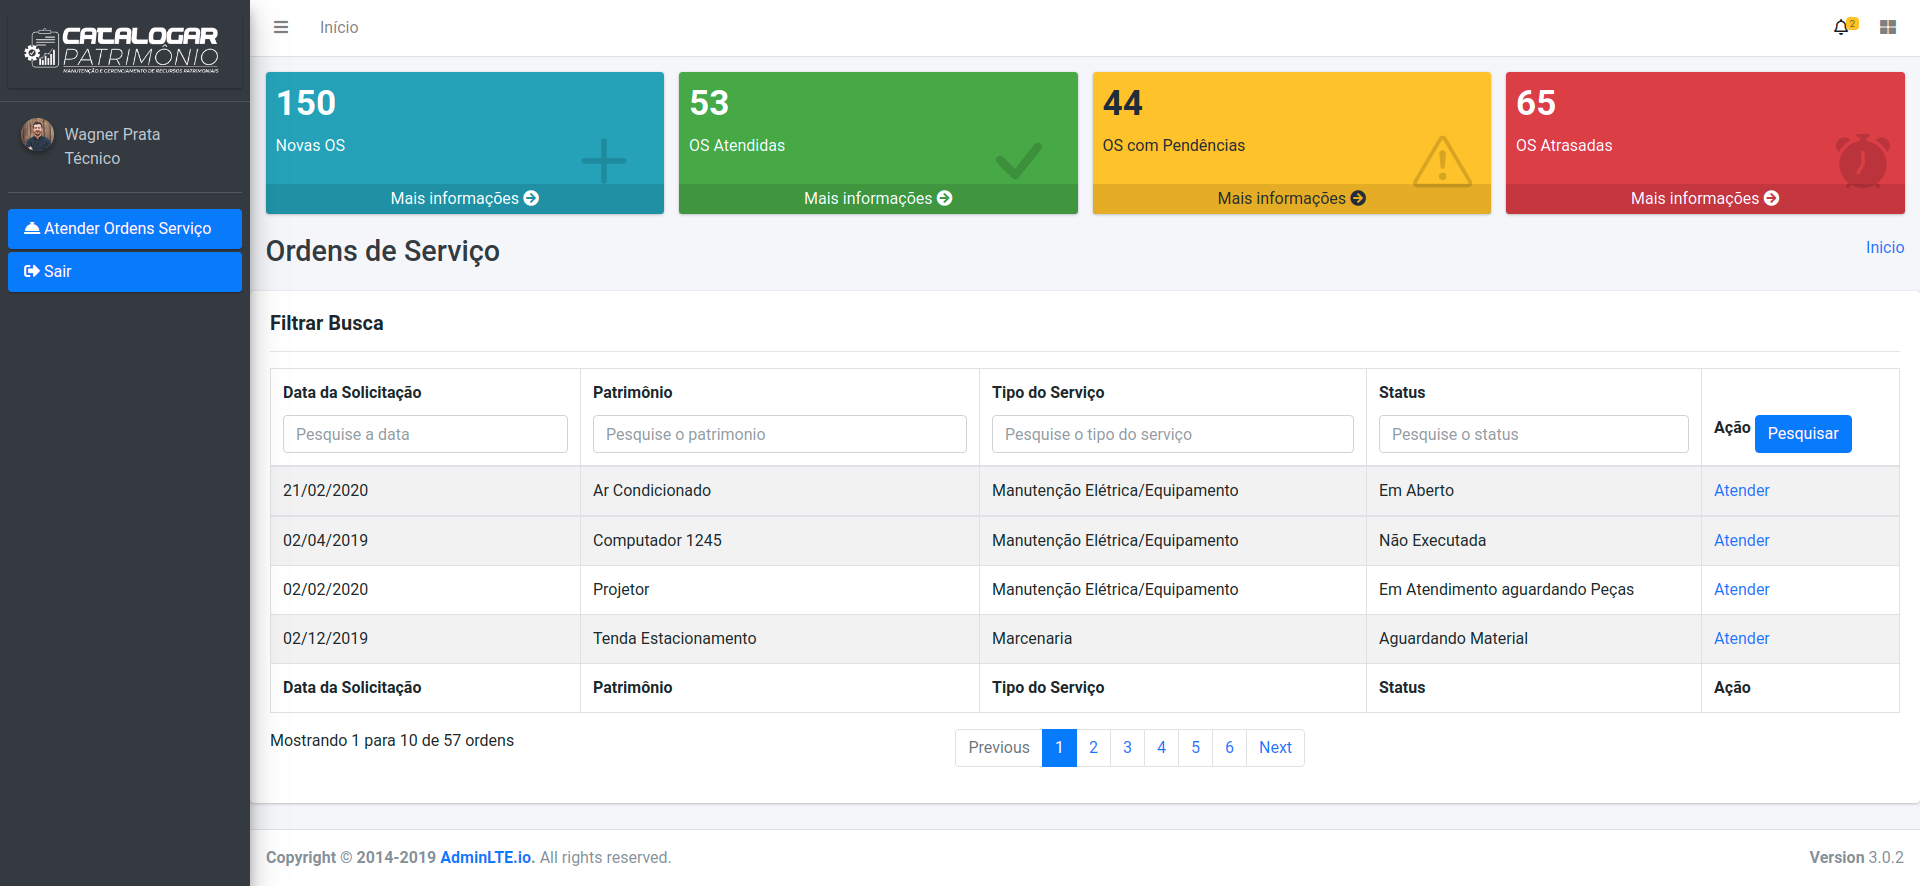 CATALOGAR
PATRIMÔNIO
MANUTENÇÃO E GERENCIAMENTO DE RECURSOS PATRIMONIAIS
Início
2
Wagner Prata
Técnico
Atender Ordens Serviço
Sair
150
Novas OS
Mais informações
53
OS Atendidas
Mais informações
44
OS com Pendências
Mais informações
65
OS Atrasadas
Mais informações
Ordens de Serviço
Inicio
Filtrar Busca
Data da Solicitação Patrimônio Tipo do Serviço Status
Pesquise a data Pesquise o patrimonio Pesquise o tipo do serviço Pesquise o status Ação Pesquisar
21/02/2020 Ar Condicionado Manutenção Elétrica/Equipamento Em Aberto Atender
02/04/2019 Computador 1245 Manutenção Elétrica/Equipamento Não Executada Atender
02/02/2020 Projetor Manutenção Elétrica/Equipamento Em Atendimento aguardando Peças Atender
02/12/2019 Tenda Estacionamento Marcenaria Aguardando Material Atender
Data da Solicitação Patrimônio Tipo do Serviço Status Ação
Mostrando 1 para 10 de 57 ordens
Previous 1 2 3 4 5 6 Next
Copyright © 2014-2019 AdminLTE.io. All rights reserved.
Version 3.0.2